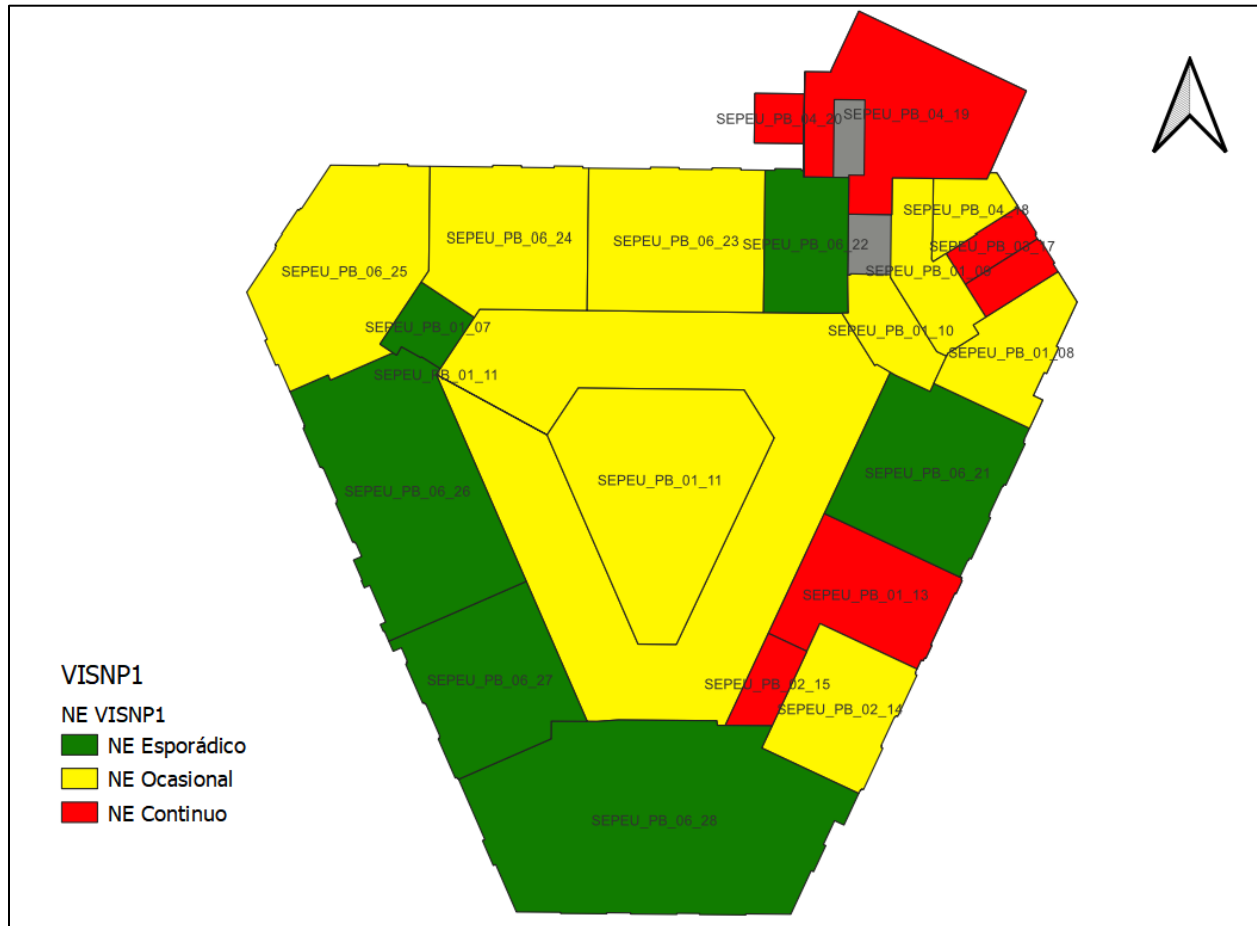 SEPEU_PB_04_20
SEPEU_PB_04_19
SEPEU_PB_04_18
SEPEU_PB_06_24
SEPEU_PB_06_23
SEPEU_PB_06_22
SEPEU_PB_03_17
SEPEU_PB_06_25
SEPEU_PB_01_09
SEPEU_PB_01_07
SEPEU_PB_01_10
SEPEU_PB_01_08
SEPEU_PB_01_11
SEPEU_PB_01_11
SEPEU_PB_06_21
SEPEU_PB_06_26
SEPEU_PB_01_13
SEPEU_PB_06_27
SEPEU_PB_02_15
SEPEU_PB_02_14
SEPEU_PB_06_28
VISNP1
NE VISNP1
NE Esporádico
NE Ocasional
NE Continuo